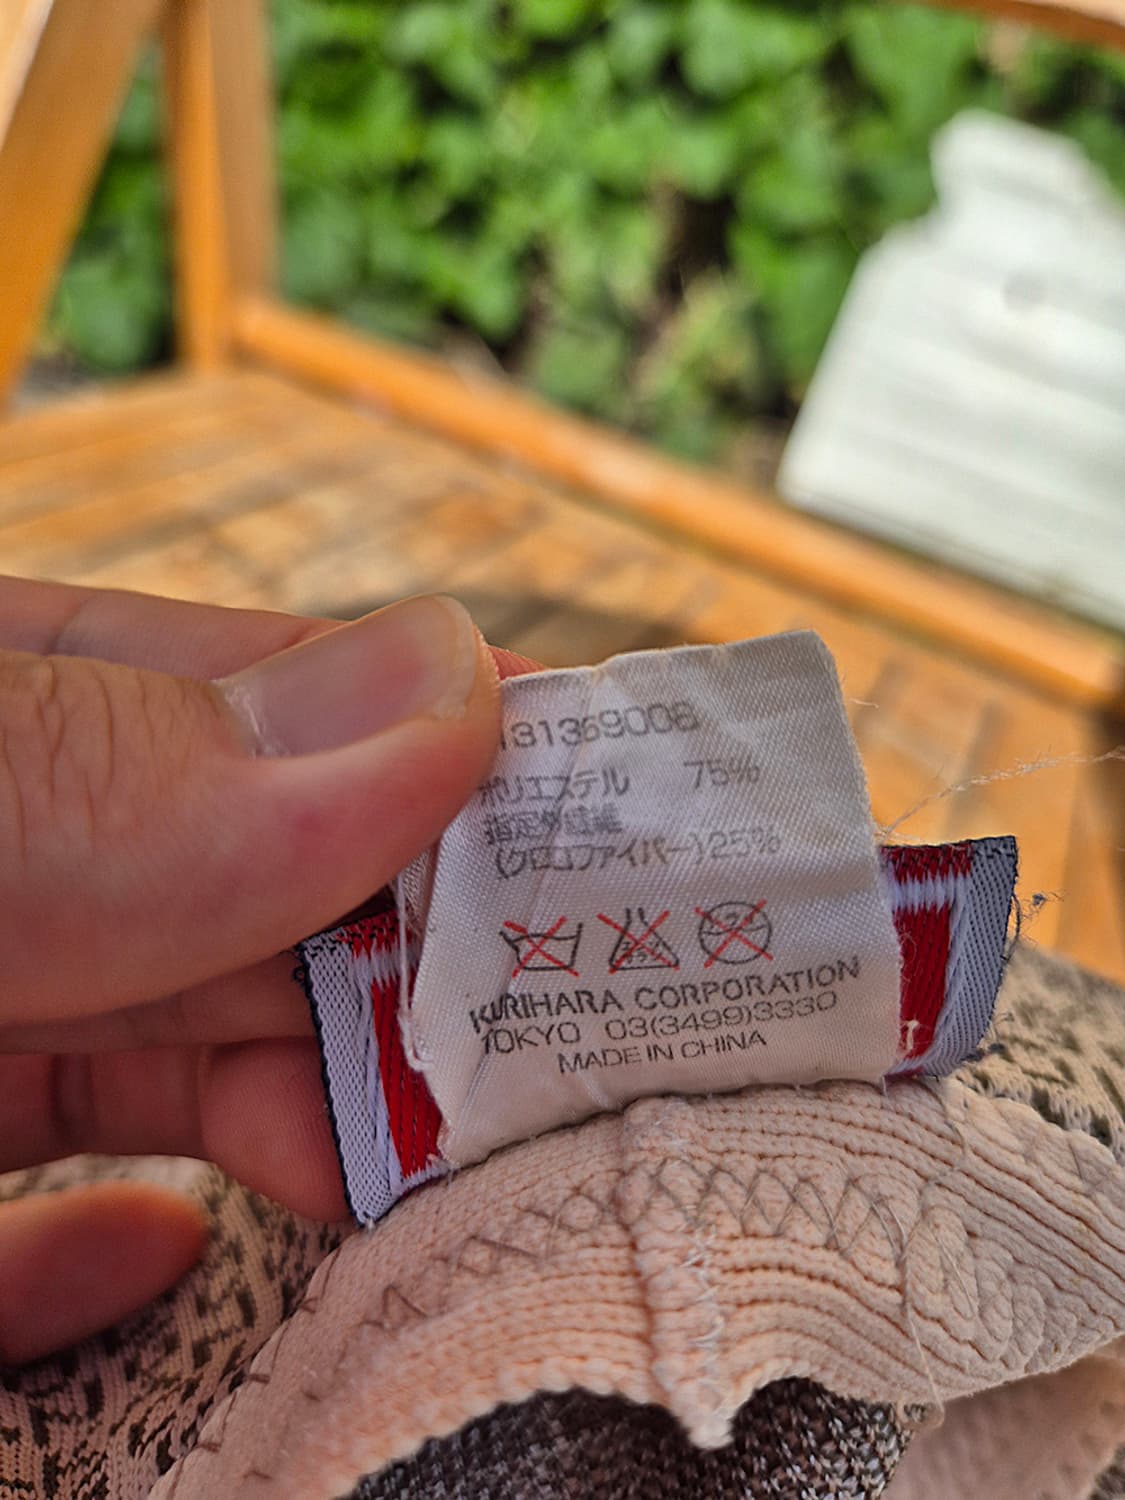 131369008
ポリエステル 75%
指定外繊維
(クロコファイバー)25%
KURIHARA CORPORATION
TOKYO 03(3499)3330
MADE IN CHINA